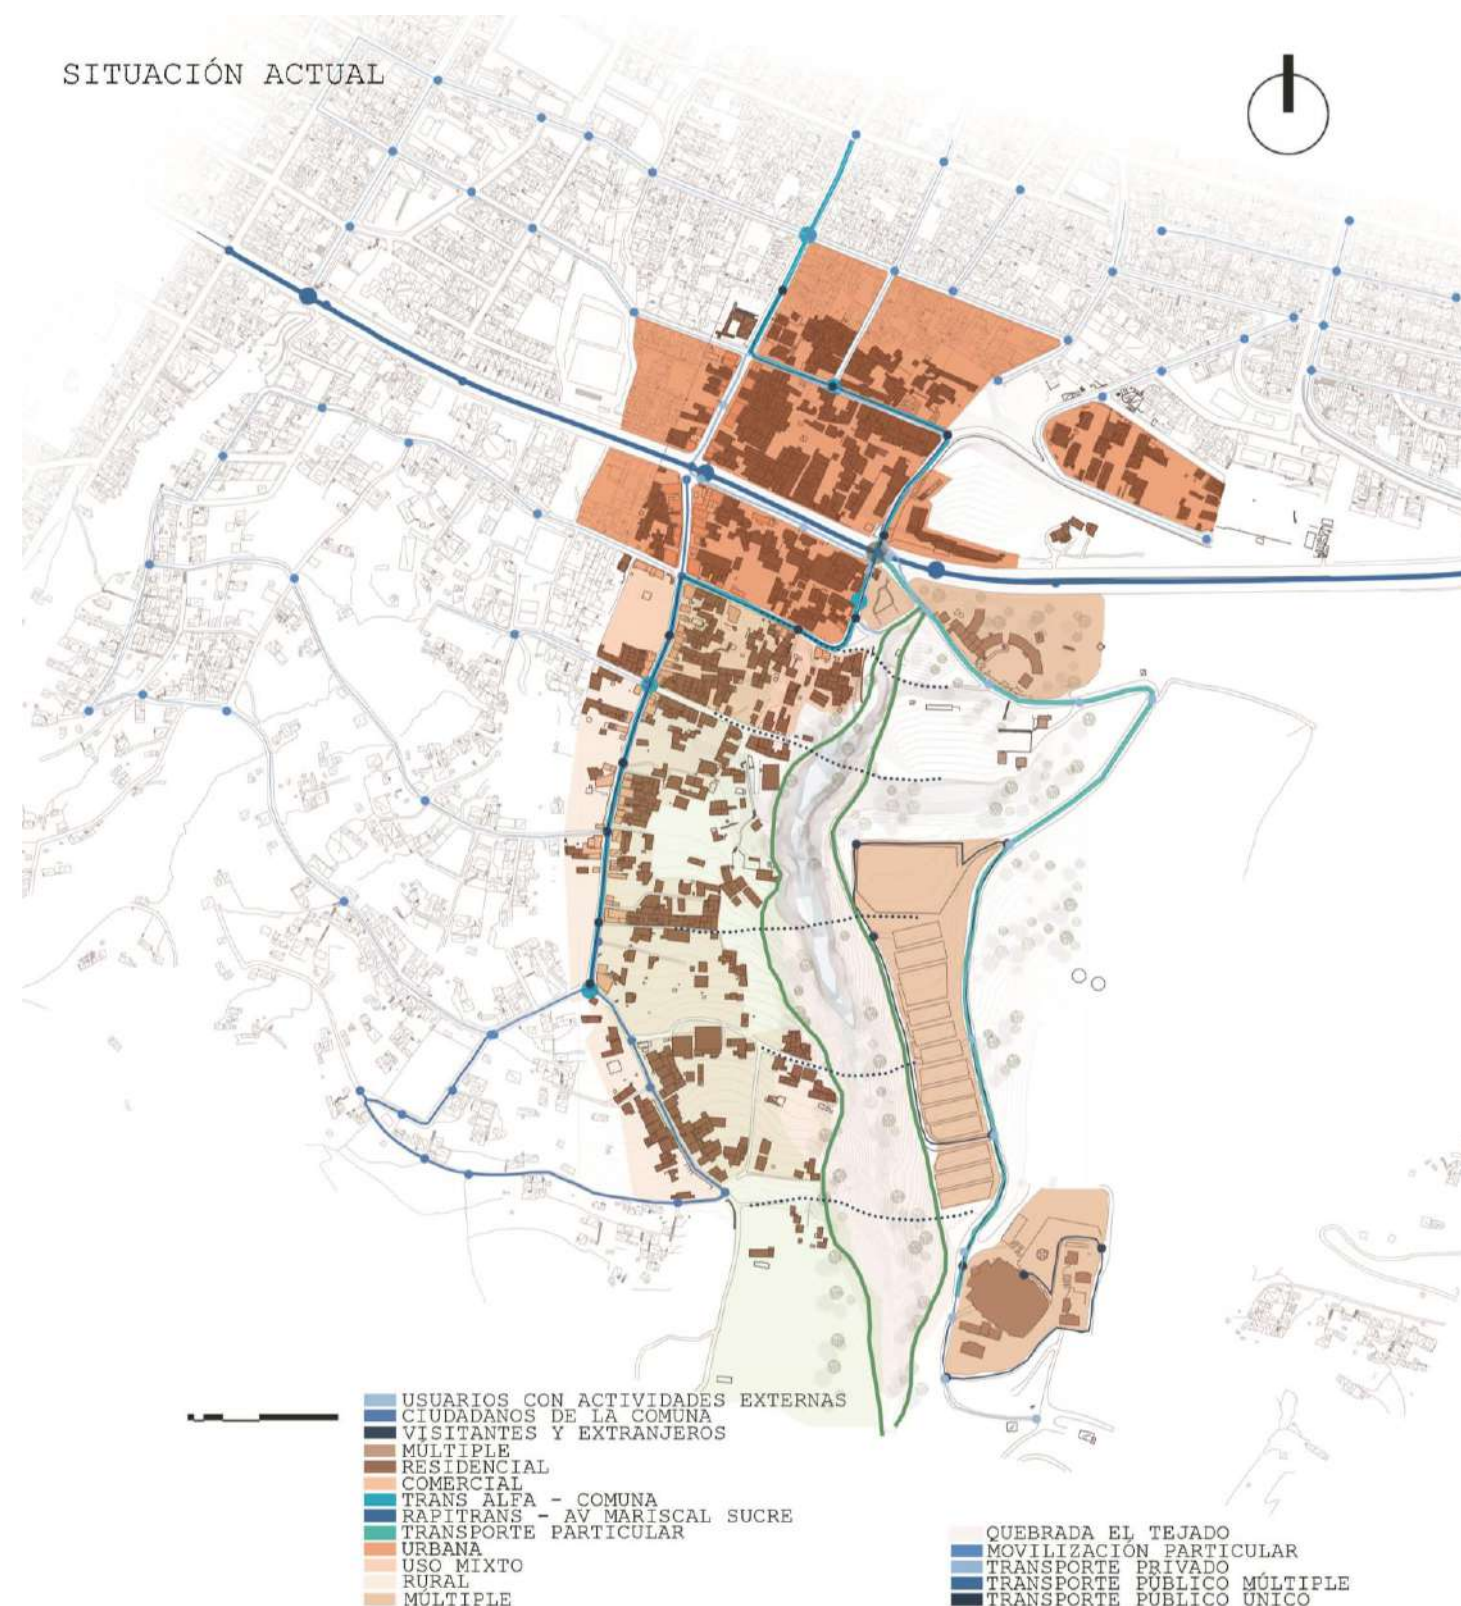 SITUACIÓN ACTUAL
USUARIOS CON ACTIVIDADES EXTERNAS
CIUDADANOS DE LA COMUNA
VISITANTES Y EXTRANJEROS
MÚLTIPLE
RESIDENCIAL
COMERCIAL
TRANS ALFA - COMUNA
RAPITRANS - AV MARISCAL SUCRE
TRANSPORTE PARTICULAR
URBANA
USO MIXTO
RURAL
MÚLTIPLE
QUEBRADA EL TEJADO
MOVILIZACIÓN PARTICULAR
TRANSPORTE PRIVADO
TRANSPORTE PÚBLICO MÚLTIPLE
TRANSPORTE PÚBLICO ÚNICO